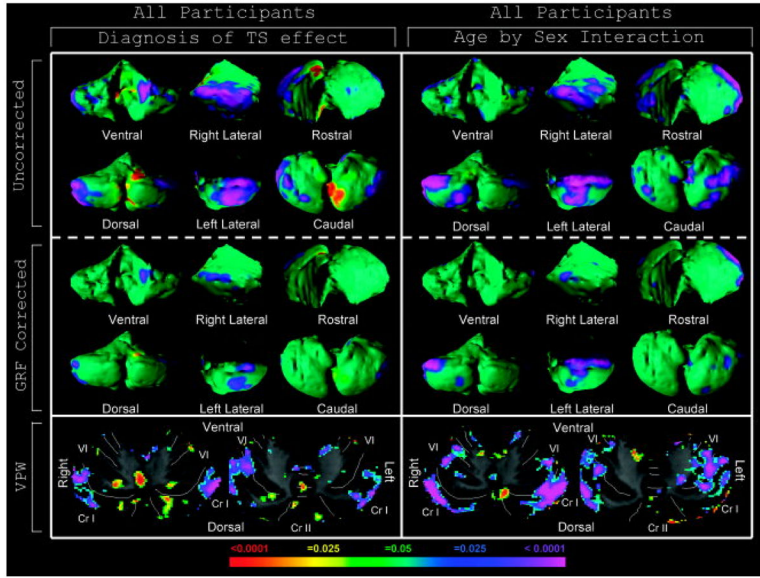 All Participants
All Participants
Diagnosis of TS effect
Age by Sex Interaction
Uncorrected
Ventral
Right Lateral
Rostral
Ventral
Right Lateral
Rostral
Dorsal
Left Lateral
Caudal
Dorsal
Left Lateral
Caudal
GRF Corrected
Ventral
Right Lateral
Rostral
Ventral
Right Lateral
Rostral
Dorsal
Left Lateral
Caudal
Dorsal
Left Lateral
Caudal
VPW
Ventral
Ventral
VI
VI
VI
VI
VI
VI
VI
VI
Right
Left
Right
Left
Cr I
Cr I
Cr I
Cr I
Cr I
Cr I
Cr II
Cr II
Dorsal
Dorsal
<0.0001
=0.025
=0.05
=0.025
< 0.0001